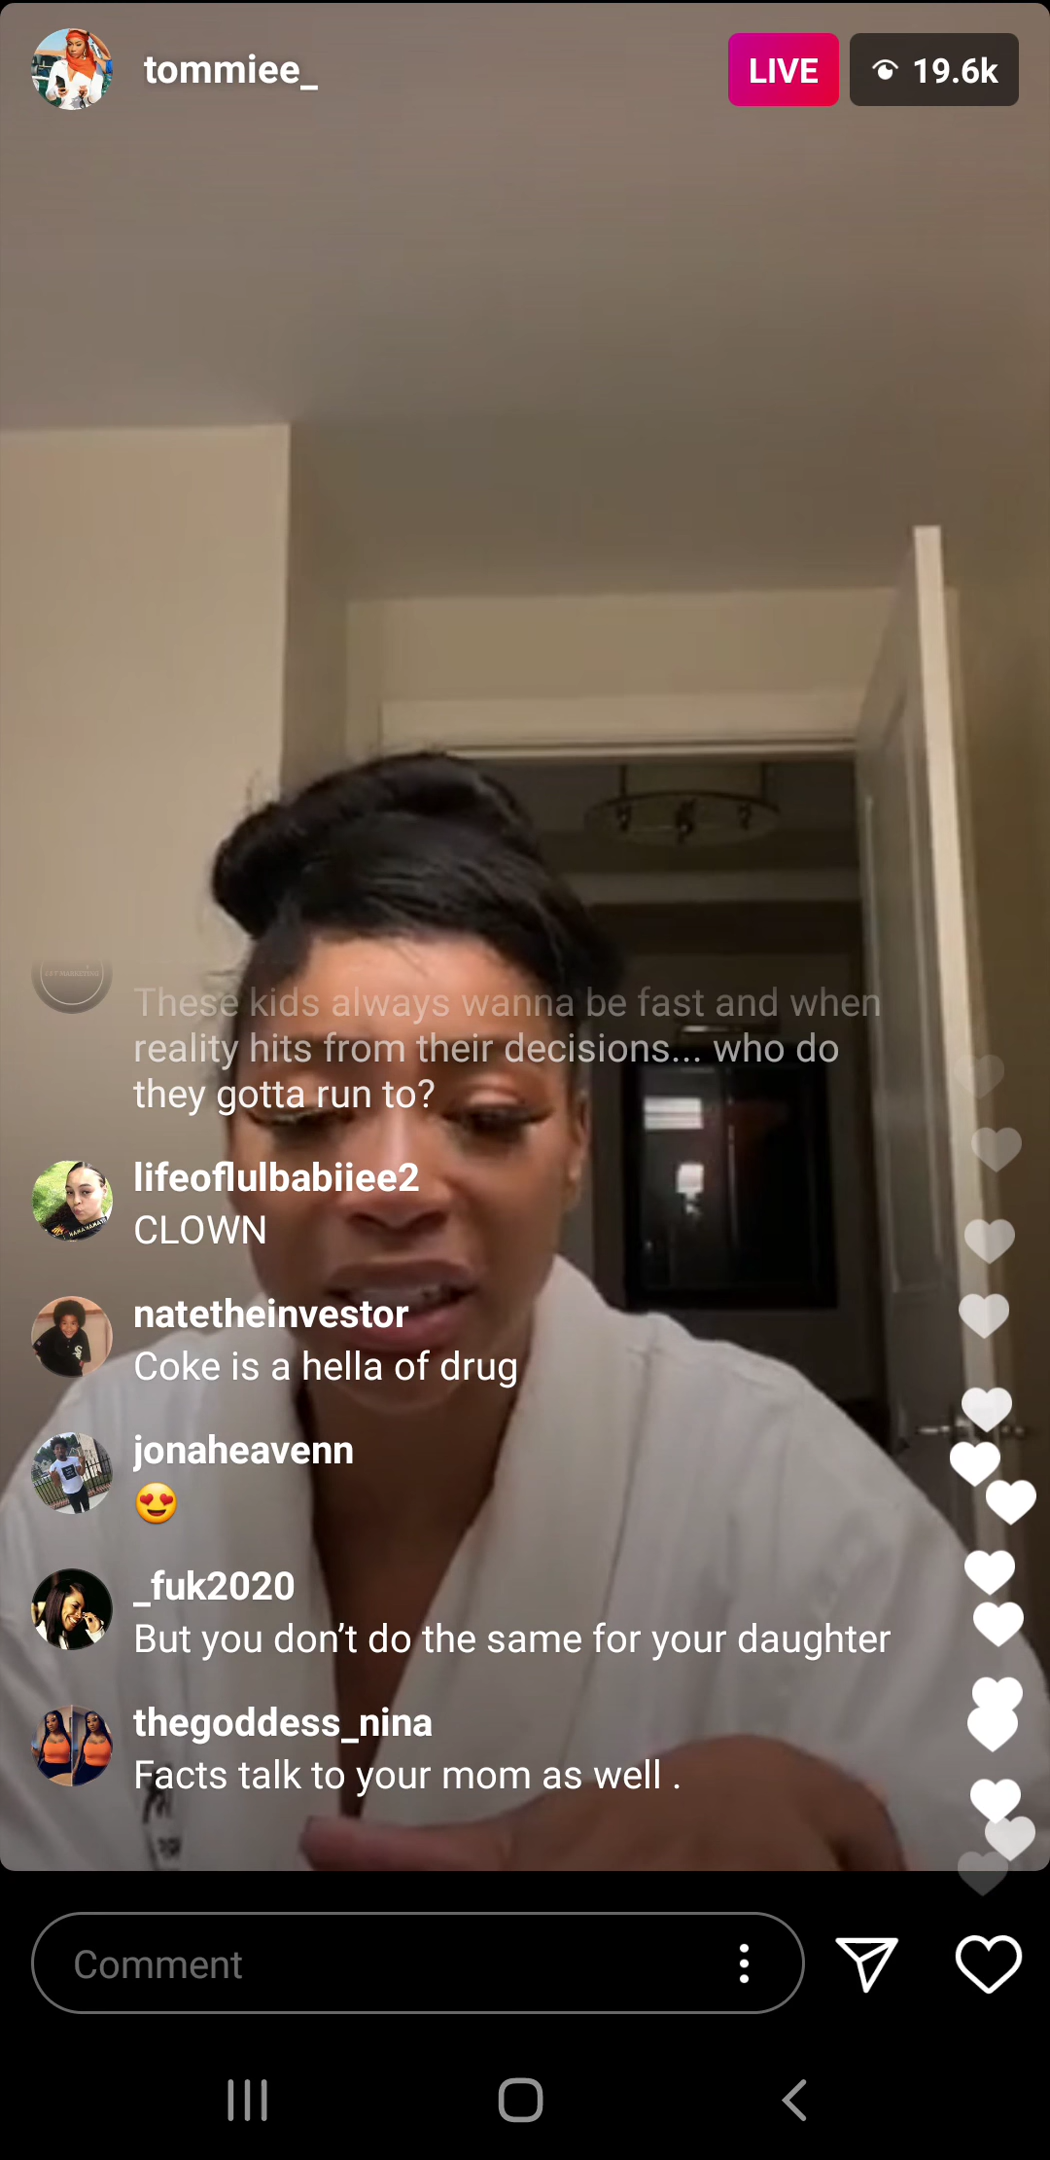 tommiee_
LIVE
19.6k
These kids always wanna be fast and when
reality hits from their decisions... who do
they gotta run to?
lifeoflulbabiiee2
CLOWN
natetheinvestor
Coke is a hella of drug
jonaheavenn
😍
_fuk2020
But you don’t do the same for your daughter
thegoddess_nina
Facts talk to your mom as well .
Comment